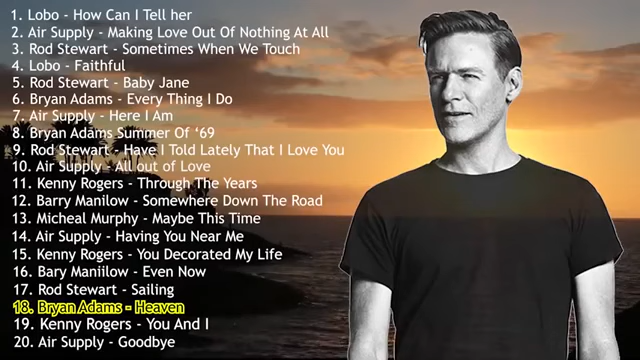 1. Lobo - How Can I Tell her
2. Air Supply - Making Love Out Of Nothing At All
3. Rod Stewart - Sometimes When We Touch
4. Lobo - Faithful
5. Rod Stewart - Baby Jane
6. Bryan Adams - Every Thing I Do
7. Air Supply - Here I Am
8. Bryan Adams Summer Of ‘69
9. Rod Stewart - Have I Told Lately That I Love You
10. Air Supply - All out of Love
11. Kenny Rogers - Through The Years
12. Barry Manilow - Somewhere Down The Road
13. Micheal Murphy - Maybe This Time
14. Air Supply - Having You Near Me
15. Kenny Rogers - You Decorated My Life
16. Bary Maniilow - Even Now
17. Rod Stewart - Sailing
18. Bryan Adams - Heaven
19. Kenny Rogers - You And I
20. Air Supply - Goodbye